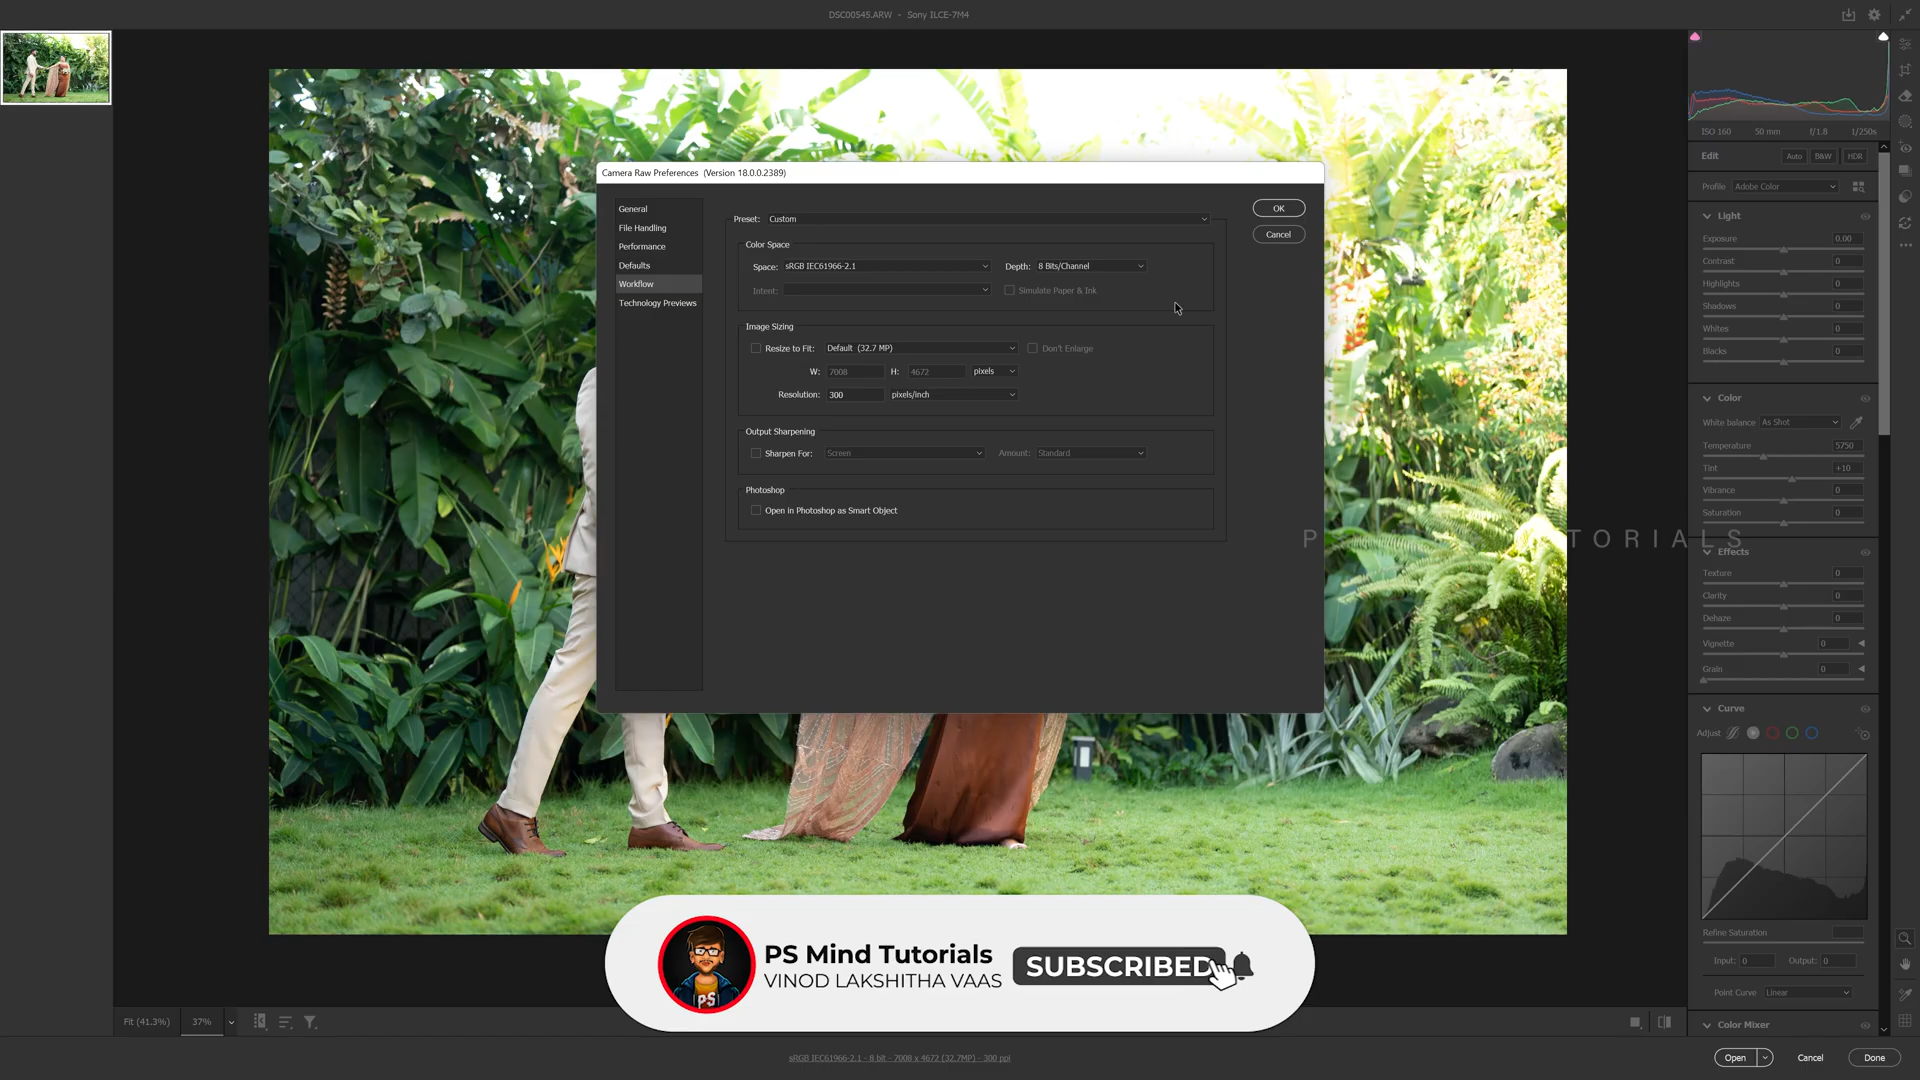 DSC00545.ARW - Sony ILCE-7M4
ISO 160 50 mm f/1.8 1/250s
Edit Auto B&W HDR
Profile Adobe Color
Light
Exposure 0.00
Contrast 0
Highlights 0
Shadows 0
Whites 0
Blacks 0
Color
White balance As Shot
Temperature 5750
Tint +10
Vibrance 0
Saturation 0
Effects
Texture 0
Clarity 0
Dehaze 0
Vignette 0
Grain 0
Curve
Adjust
Refine Saturation
Input: 0 Output: 0
Point Curve Linear
Color Mixer
Camera Raw Preferences (Version 18.0.0.2389)
General
File Handling
Performance
Defaults
Workflow
Technology Previews
Preset: Custom
OK
Cancel
Color Space
Space: sRGB IEC61966-2.1 Depth: 8 Bits/Channel
Intent: Simulate Paper & Ink
Image Sizing
Resize to Fit: Default (32.7 MP) Don't Enlarge
W: 7008 H: 4672 pixels
Resolution: 300 pixels/inch
Output Sharpening
Sharpen For: Screen Amount: Standard
Photoshop
Open in Photoshop as Smart Object
P TORIALS
PS Mind Tutorials
VINOD LAKSHITHA VAAS
SUBSCRIBED
PS
Fit (41.3%) 37%
sRGB IEC61966-2.1 - 8 bit - 7008 x 4672 (32.7MP) - 300 ppi
Open Cancel Done